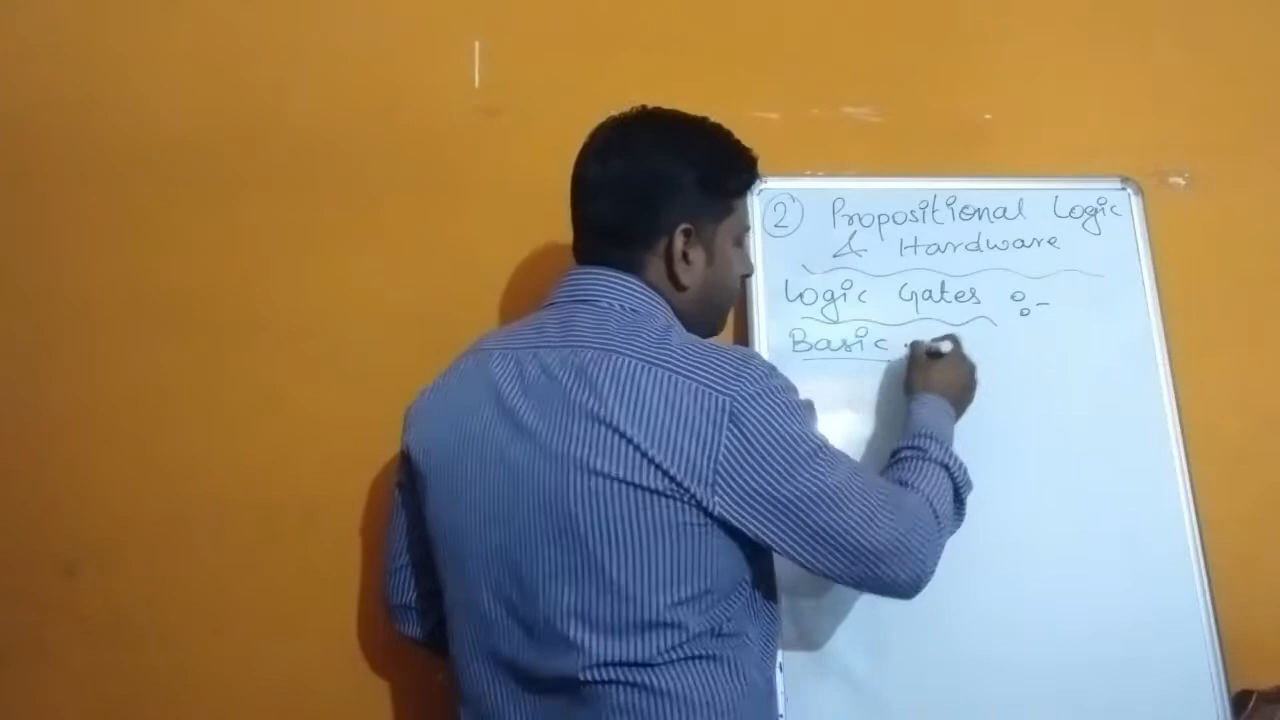 ② Propositional Logic
& Hardware
Logic Gates :-
Basic